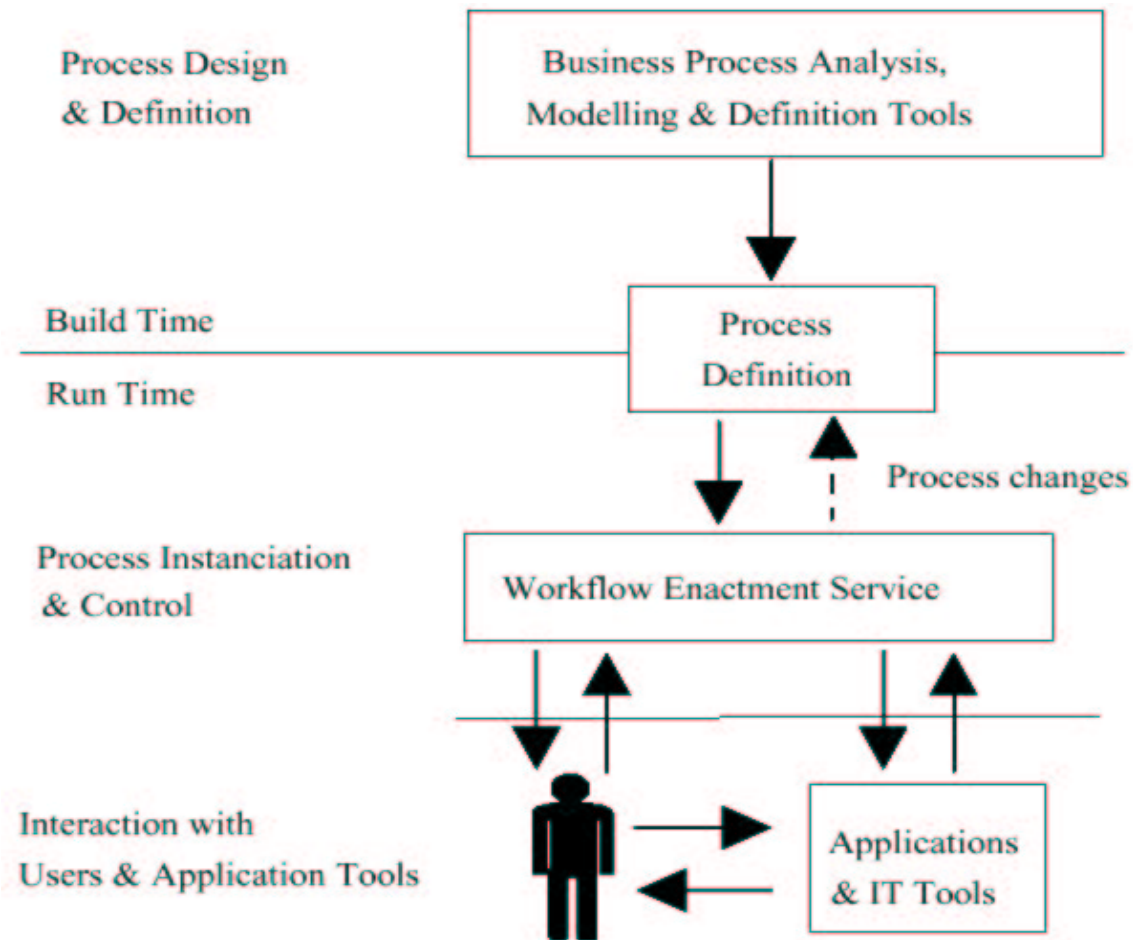 Process Design
& Definition
Business Process Analysis,
Modelling & Definition Tools
Build Time
Run Time
Process
Definition
Process changes
Process Instanciation
& Control
Workflow Enactment Service
Interaction with
Users & Application Tools
Applications
& IT Tools